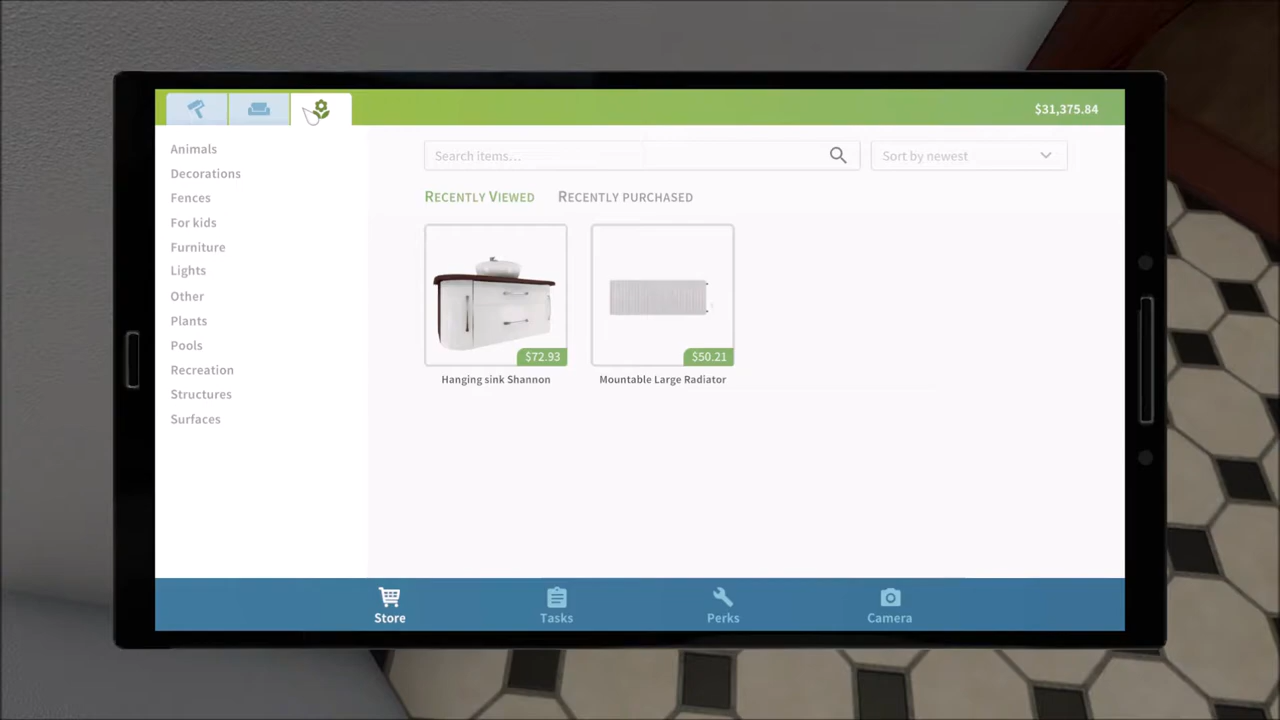 $31,375.84
Animals
Decorations
Fences
For kids
Furniture
Lights
Other
Plants
Pools
Recreation
Structures
Surfaces
Search items...
Sort by newest
RECENTLY VIEWED
RECENTLY PURCHASED
$72.93
Hanging sink Shannon
$50.21
Mountable Large Radiator
Store
Tasks
Perks
Camera